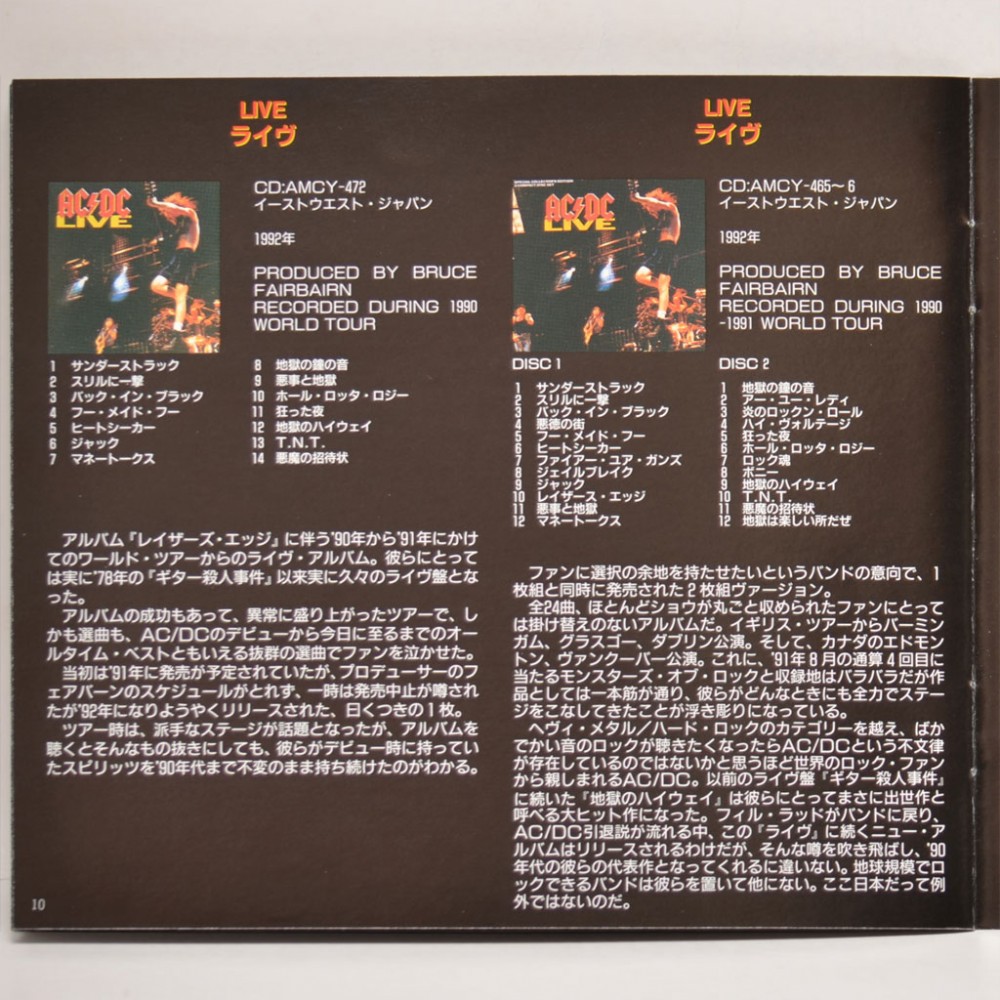 LIVE
ライヴ
AC/DC
LIVE
CD:AMCY-472
イーストウエスト・ジャパン
1992年
PRODUCED BY BRUCE
FAIRBAIRN
RECORDED DURING 1990
WORLD TOUR
1 サンダーストラック
2 スリルに一撃
3 バック・イン・ブラック
4 フー・メイド・フー
5 ヒートシーカー
6 ジャック
7 マネートークス
8 地獄の鐘の音
9 悪事と地獄
10 ホール・ロッタ・ロジー
11 狂った夜
12 地獄のハイウェイ
13 T.N.T.
14 悪魔の招待状
アルバム『レイザーズ・エッジ』に伴う'90年から'91年にかけ
てのワールド・ツアーからのライヴ・アルバム。彼らにとって
は実に'78年の『ギター殺人事件』以来実に久々のライヴ盤とな
った。
アルバムの成功もあって、異常に盛り上がったツアーで、し
かも選曲も、AC/DCのデビューから今日に至るまでのオー
ルタイム・ベストともいえる抜群の選曲でファンを泣かせた。
当初は'91年に発売が予定されていたが、プロデューサーのフ
ェアバーンのスケジュールがとれず、一時は発売中止が噂され
たが'92年になりようやくリリースされた、曰くつきの1枚。
ツアー時は、派手なステージが話題となったが、アルバムを
聴くとそんなもの抜きにしても、彼らがデビュー時に持ってい
たスピリッツを'90年代まで不変のまま持ち続けたのがわかる。
10
LIVE
ライヴ
SPECIAL COLLECTOR'S EDITION
AC/DC
LIVE
CD:AMCY-465～6
イーストウエスト・ジャパン
1992年
PRODUCED BY BRUCE
FAIRBAIRN
RECORDED DURING 1990
-1991 WORLD TOUR
DISC 1
1 サンダーストラック
2 スリルに一撃
3 バック・イン・ブラック
4 悪徳の街
5 フー・メイド・フー
6 ヒートシーカー
7 ファイアー・ユア・ガンズ
8 ジェイルブレイク
9 ジャック
10 レイザース・エッジ
11 悪事と地獄
12 マネートークス
DISC 2
1 地獄の鐘の音
2 アー・ユー・レディ
3 炎のロックン・ロール
4 ハイ・ヴォルテージ
5 狂った夜
6 ホール・ロッタ・ロジー
7 ロック魂
8 ボニー
9 地獄のハイウェイ
10 T.N.T.
11 悪魔の招待状
12 地獄は楽しい所だぜ
ファンに選択の余地を持たせたいというバンドの意向で、1
枚組と同時に発売された2枚組ヴァージョン。
全24曲、ほとんどショウが丸ごと収められたファンにとって
は掛け替えのないアルバムだ。イギリス・ツアーからバーミン
ガム、グラスゴー、ダブリン公演。そして、カナダのエドモン
トン、ヴァンクーバー公演。これに、'91年8月の通算4回目に
当たるモンスターズ・オブ・ロックと収録地はバラバラだが作
品としては一本筋が通り、彼らがどんなときにも全力でステー
ジをこなしてきたことが浮き彫りになっている。
ヘヴィ・メタル／ハード・ロックのカテゴリーを越え、ばか
でかい音のロックが聴きたくなったらAC/DCという不文律
が存在しているのではないかと思うほど世界のロック・ファン
から親しまれるAC/DC。以前のライヴ盤『ギター殺人事件』
に続いた『地獄のハイウェイ』は彼らにとってまさに出世作と
呼べる大ヒット作になった。フィル・ラッドがバンドに戻り、
AC/DC引退説が流れる中、この『ライヴ』に続くニュー・ア
ルバムはリリースされるわけだが、そんな噂を吹き飛ばし、'90
年代の彼らの代表作となってくれるに違いない。地球規模でロ
ックできるバンドは彼らを置いて他にない。ここ日本だって例
外ではないのだ。